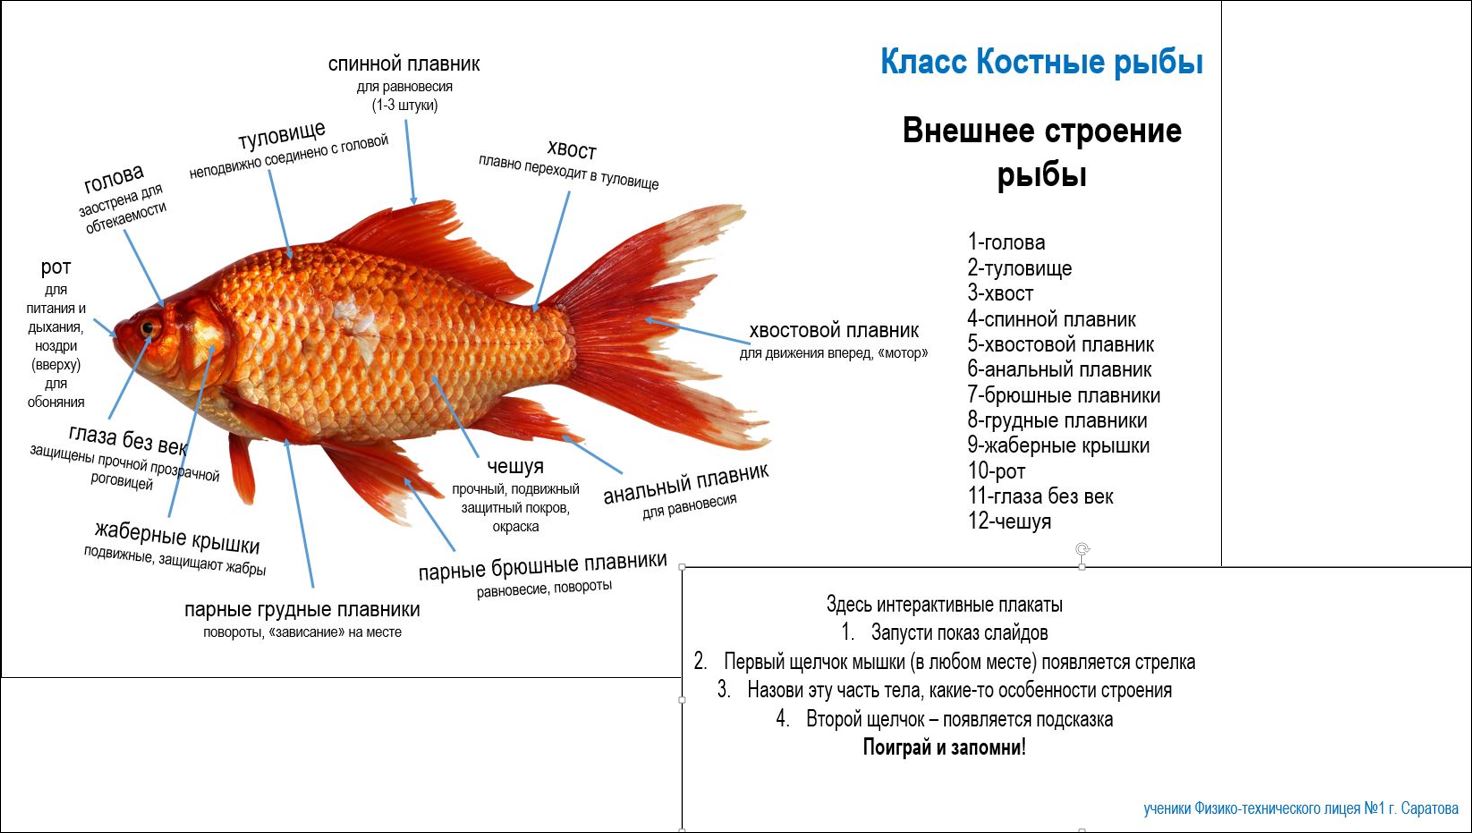 Класс Костные рыбы
Внешнее строение
рыбы
1-голова
2-туловище
3-хвост
4-спинной плавник
5-хвостовой плавник
6-анальный плавник
7-брюшные плавники
8-грудные плавники
9-жаберные крышки
10-рот
11-глаза без век
12-чешуя
спинной плавник
для равновесия
(1-3 штуки)
туловище
неподвижно соединено с головой
хвост
плавно переходит в туловище
голова
заострена для
обтекаемости
рот
для
питания и
дыхания,
ноздри
(вверху)
для
обоняния
хвостовой плавник
для движения вперед, «мотор»
глаза без век
защищены прочной прозрачной
роговицей
чешуя
прочный, подвижный
защитный покров,
окраска
анальный плавник
для равновесия
жаберные крышки
подвижные, защищают жабры
парные брюшные плавники
равновесие, повороты
парные грудные плавники
повороты, «зависание» на месте
Здесь интерактивные плакаты
1. Запусти показ слайдов
2. Первый щелчок мышки (в любом месте) появляется стрелка
3. Назови эту часть тела, какие-то особенности строения
4. Второй щелчок – появляется подсказка
Поиграй и запомни!
ученики Физико-технического лицея №1 г. Саратова